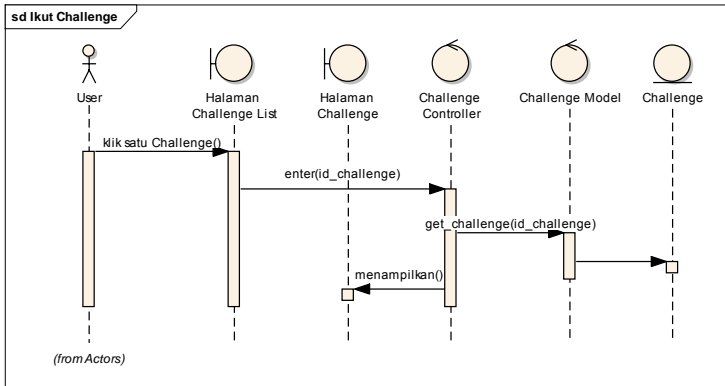 sd Ikut Challenge
User
Halaman
Challenge List
Halaman
Challenge
Challenge
Controller
Challenge Model
Challenge
klik satu Challenge()
enter(id_challenge)
get_challenge(id_challenge)
menampilkan()
(from Actors)